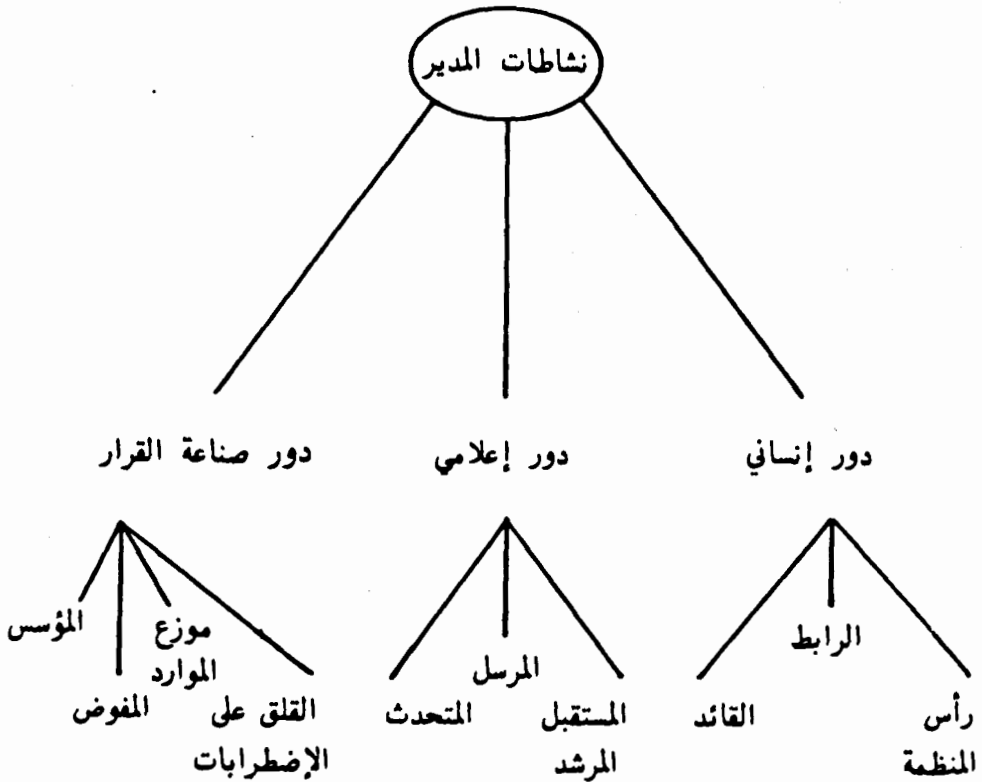 نشاطات المدير
دور إنساني
دور إعلامي
دور صناعة القرار
رأس
المنظمة
الرابط
القائد
المستقبل
المرشد
المرسل
المتحدث
القلق على
الإضطرابات
موزع
الموارد
المفوض
المؤسس